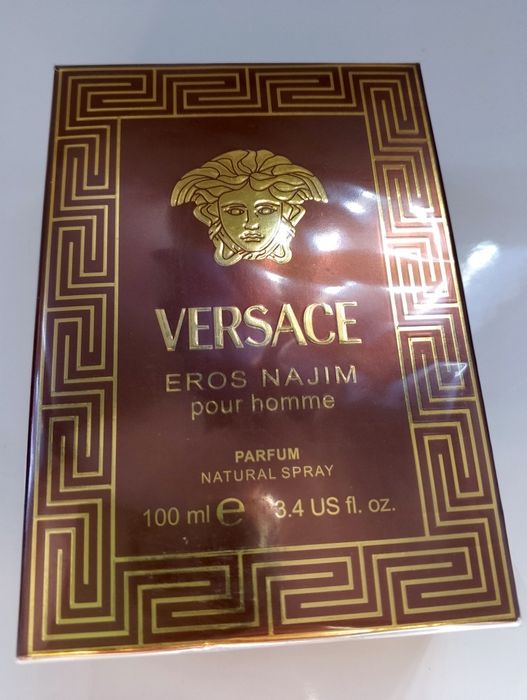 VERSACE
EROS NAJIM
pour homme
PARFUM
NATURAL SPRAY
100 ml e 3.4 US fl. oz.